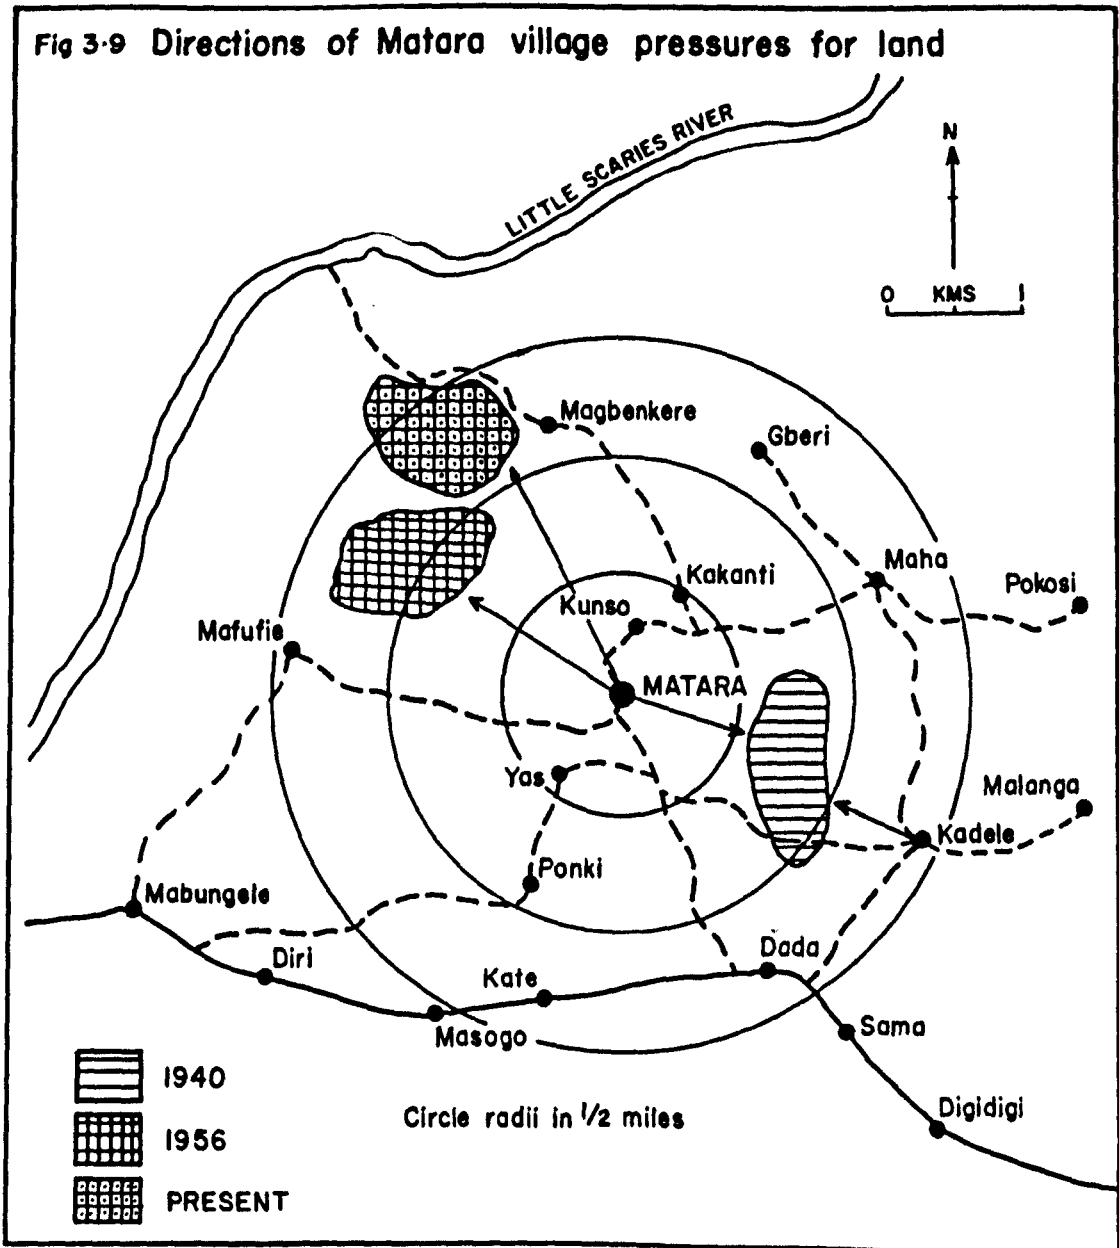 Fig 3·9 Directions of Matara village pressures for land
LITTLE SCARIES RIVER
N
0 KMS 1
Magbenkere
Gberi
Maha
Kakanti
Pokosi
Kunso
Mafufie
MATARA
Yas
Malanga
Kadele
Ponki
Mabungele
Dada
Diri
Kate
Sama
Masogo
1940
Circle radii in 1/2 miles
Digidigi
1956
PRESENT